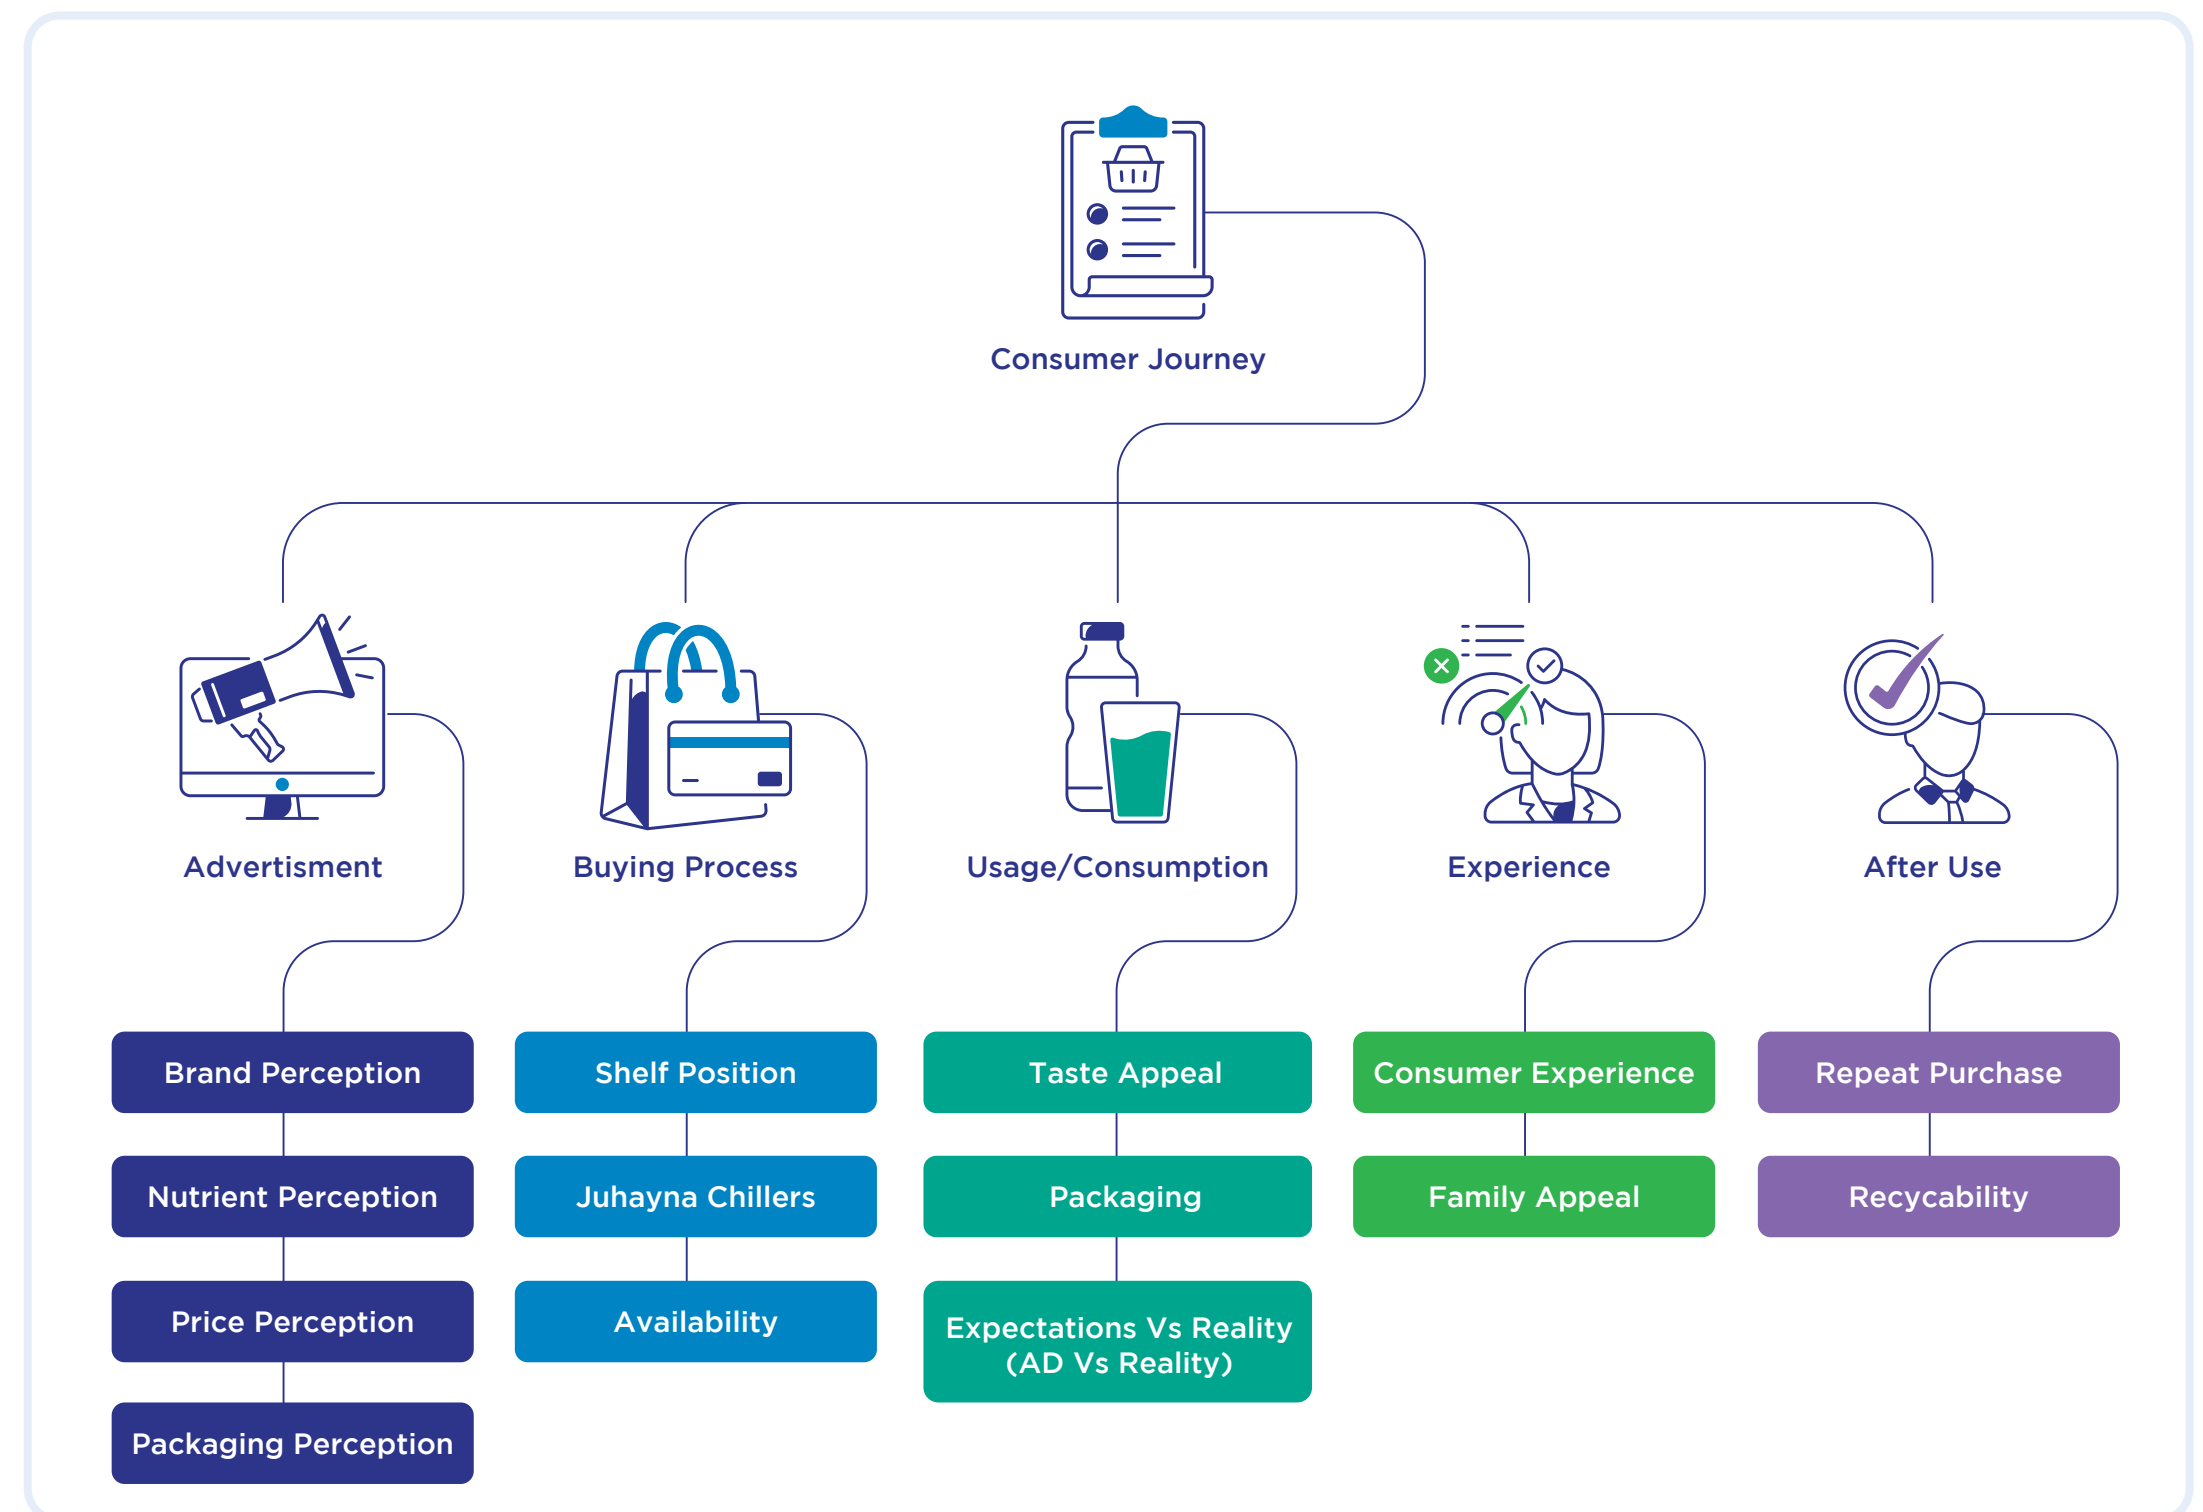 Consumer Journey
Advertisment
Buying Process
Usage/Consumption
Experience
After Use
Brand Perception
Nutrient Perception
Price Perception
Packaging Perception
Shelf Position
Juhayna Chillers
Availability
Taste Appeal
Packaging
Expectations Vs Reality
(AD Vs Reality)
Consumer Experience
Family Appeal
Repeat Purchase
Recycability